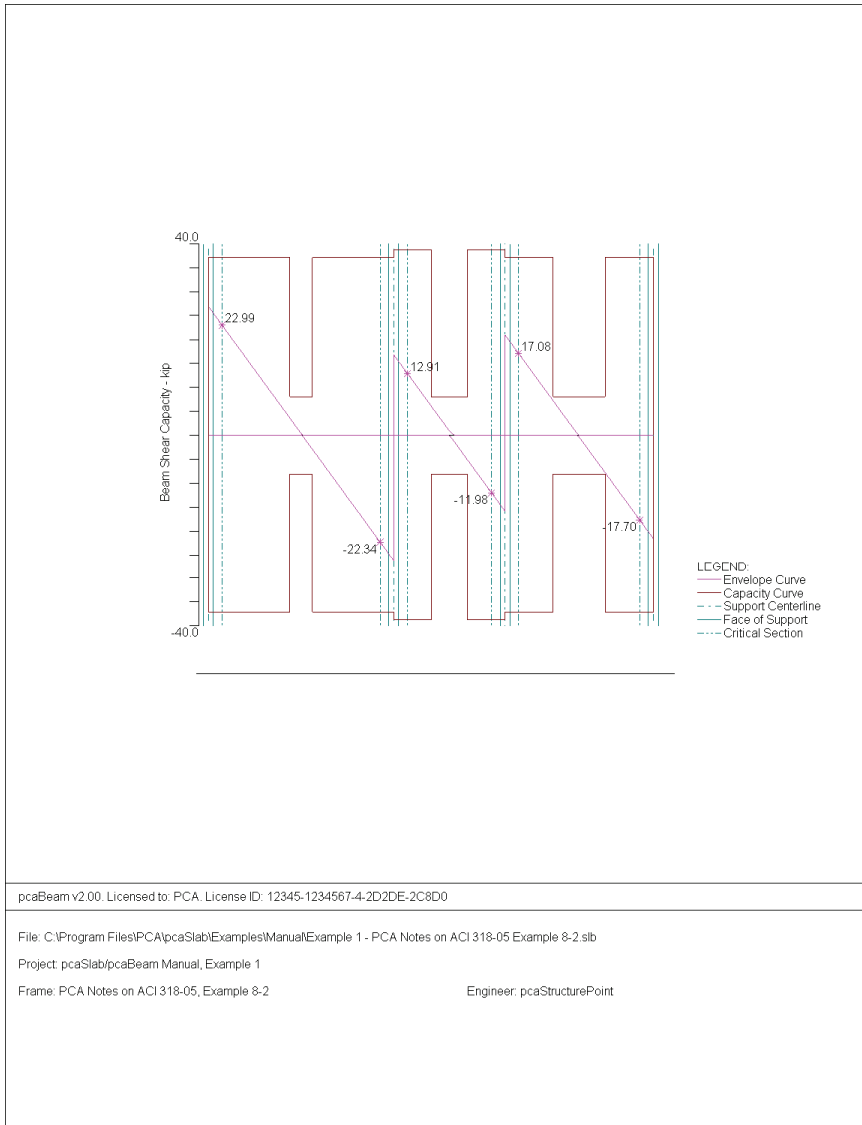 40.0
Beam Shear Capacity - kip
22.99
12.91
17.08
-11.98
-22.34
-17.70
-40.0
LEGEND:
Envelope Curve
Capacity Curve
Support Centerline
Face of Support
Critical Section
pcaBeam v2.00. Licensed to: PCA. License ID: 12345-1234567-4-2D2DE-2C8D0
File: C:\Program Files\PCA\pcaSlab\Examples\Manual\Example 1 - PCA Notes on ACI 318-05 Example 8-2.slb
Project: pcaSlab/pcaBeam Manual, Example 1
Frame: PCA Notes on ACI 318-05, Example 8-2 Engineer: pcaStructurePoint